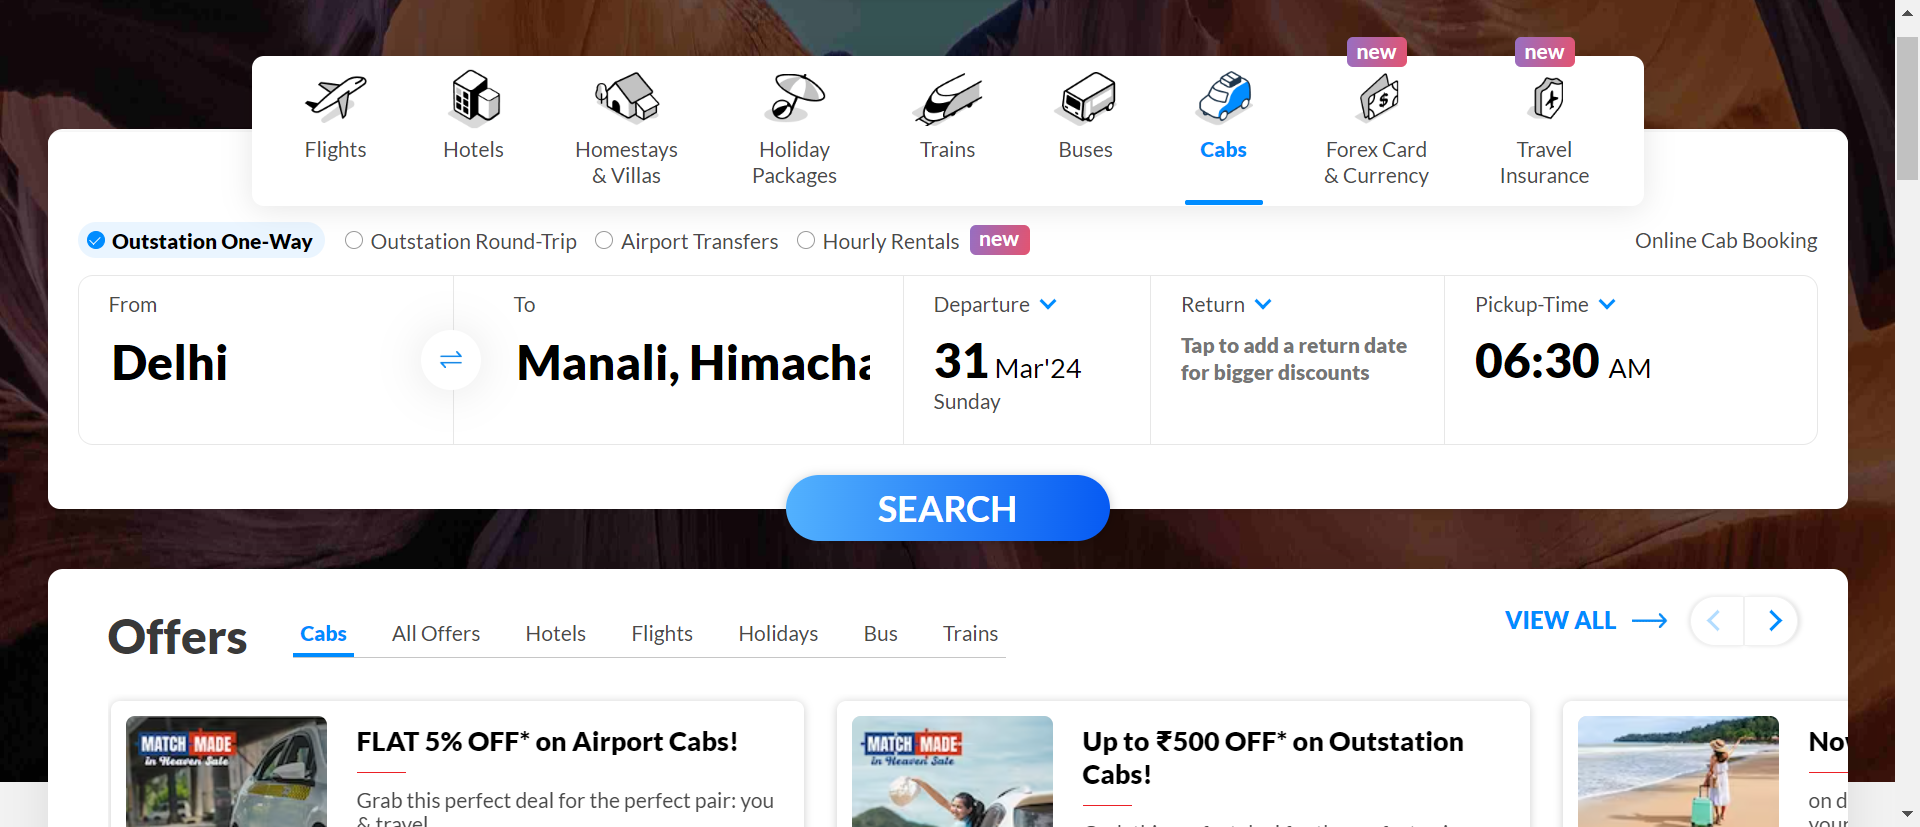 new
new
Flights
Hotels
Homestays
& Villas
Holiday
Packages
Trains
Buses
Cabs
Forex Card
& Currency
Travel
Insurance
Outstation One-Way
Outstation Round-Trip
Airport Transfers
Hourly Rentals
new
Online Cab Booking
From
Delhi
To
Manali, Himacha
Departure
31 Mar'24
Sunday
Return
Tap to add a return date
for bigger discounts
Pickup-Time
06:30 AM
SEARCH
Offers
Cabs
All Offers
Hotels
Flights
Holidays
Bus
Trains
VIEW ALL
MATCH MADE
in Heaven Sale
FLAT 5% OFF* on Airport Cabs!
Grab this perfect deal for the perfect pair: you
& travel
MATCH MADE
in Heaven Sale
Up to ₹500 OFF* on Outstation
Cabs!
on d